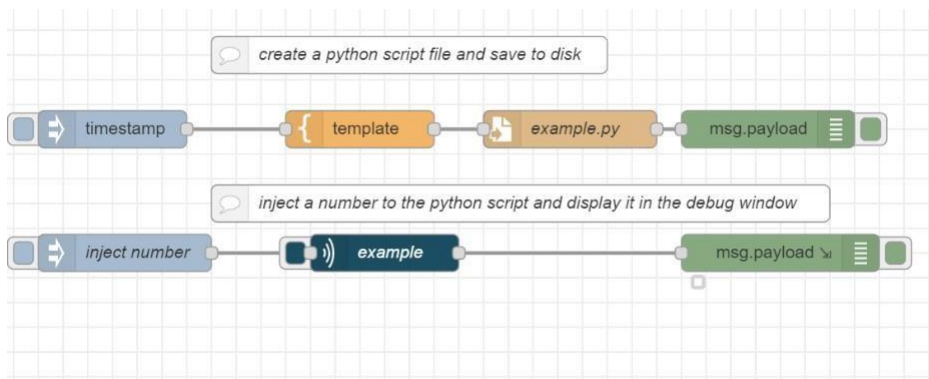 create a python script file and save to disk
timestamp
template
example.py
msg.payload
inject a number to the python script and display it in the debug window
inject number
example
msg.payload